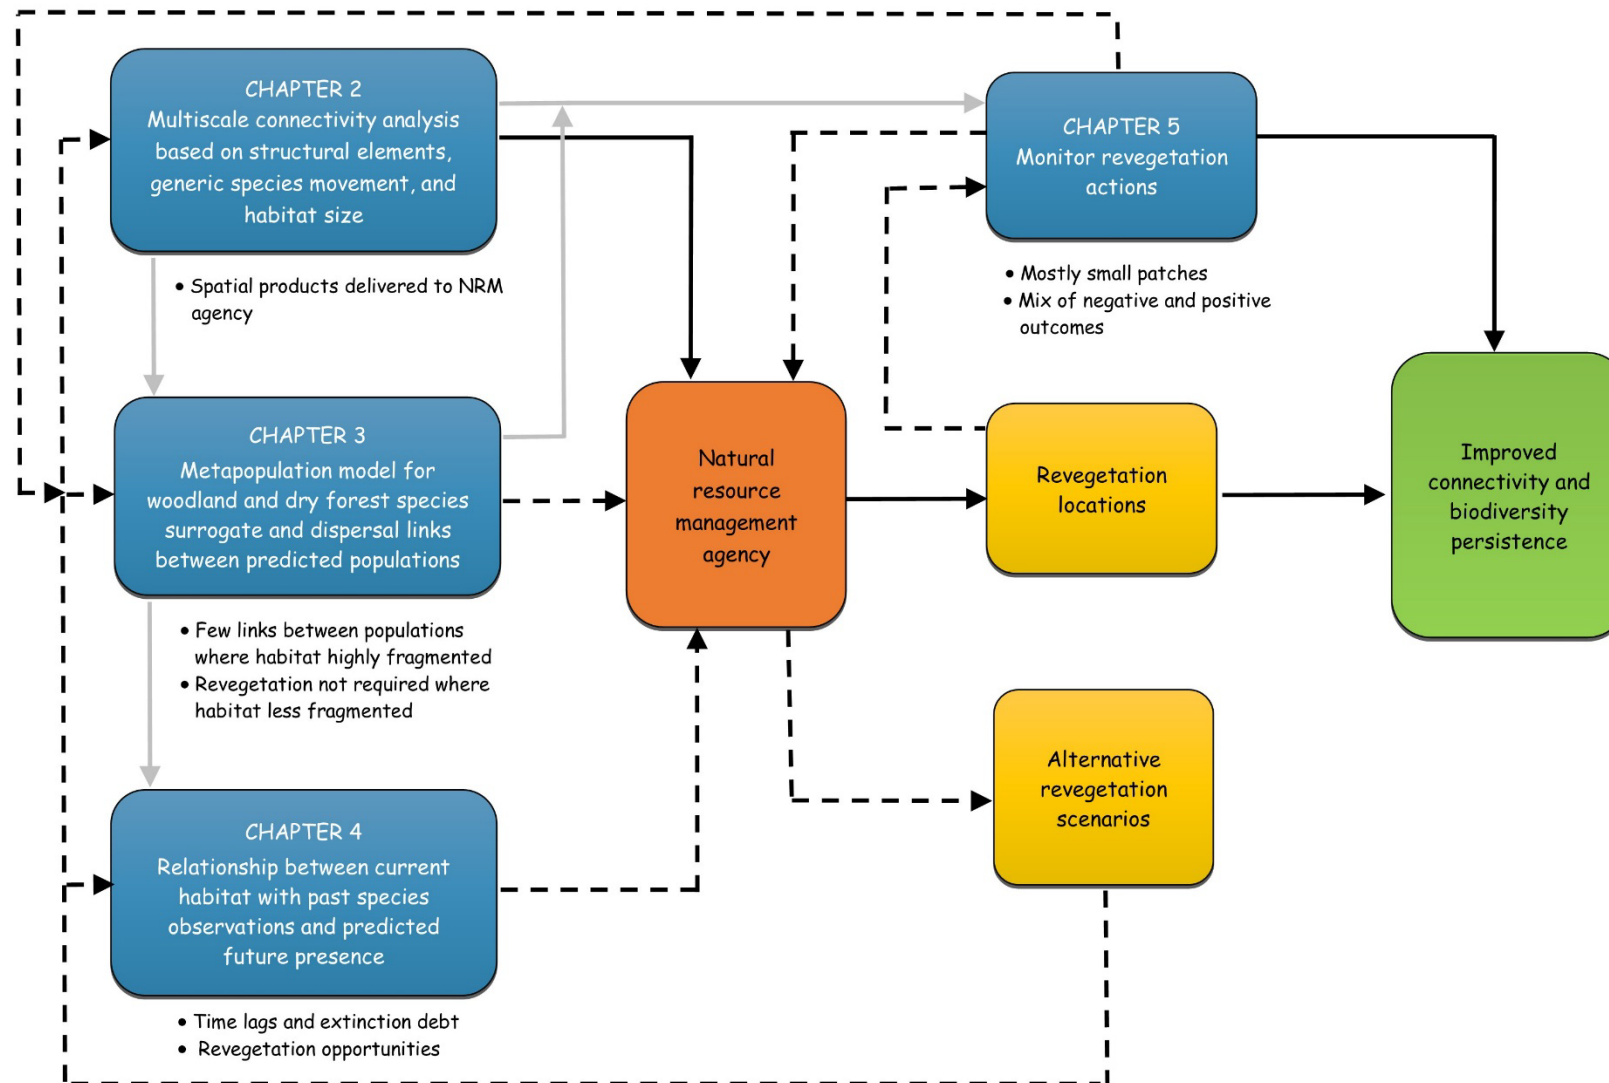 CHAPTER 2
Multiscale connectivity analysis
based on structural elements,
generic species movement, and
habitat size
• Spatial products delivered to NRM
agency
CHAPTER 3
Metapopulation model for
woodland and dry forest species
surrogate and dispersal links
between predicted populations
• Few links between populations
where habitat highly fragmented
• Revegetation not required where
habitat less fragmented
CHAPTER 4
Relationship between current
habitat with past species
observations and predicted
future presence
• Time lags and extinction debt
• Revegetation opportunities
Natural
resource
management
agency
CHAPTER 5
Monitor revegetation
actions
• Mostly small patches
• Mix of negative and positive
outcomes
Revegetation
locations
Alternative
revegetation
scenarios
Improved
connectivity and
biodiversity
persistence